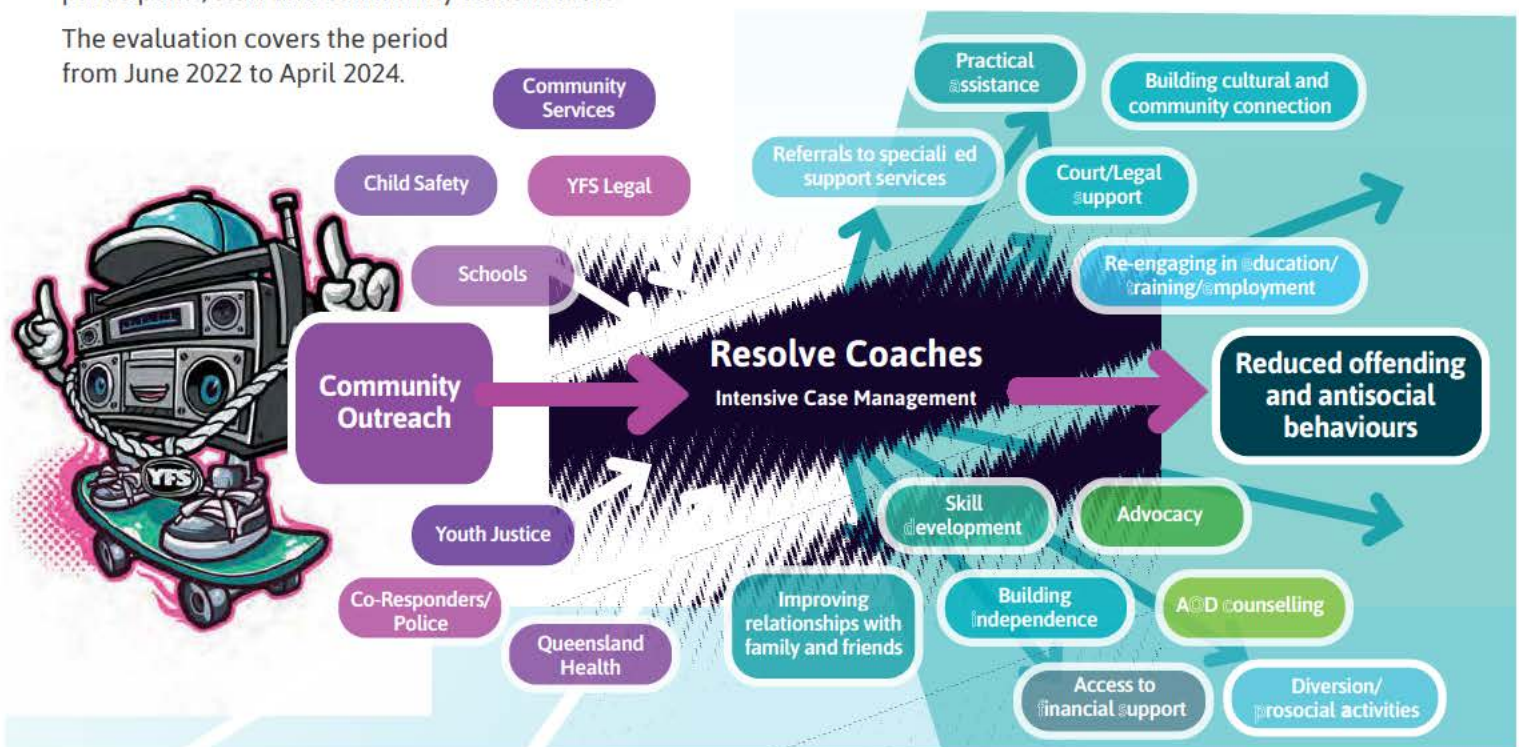 The evaluation covers the period
from June 2022 to April 2024.
Community
Services
Child Safety
YFS Legal
Schools
Community
Outreach
YFS
Youth Justice
Co-Responders/
Police
Queensland
Health
Resolve Coaches
Intensive Case Management
Practical
assistance
Building cultural and
community connection
Referrals to speciali ed
support services
Court/Legal
support
Re-engaging in education/
training/employment
Reduced offending
and antisocial
behaviours
Skill
development
Advocacy
Improving
relationships with
family and friends
Building
independence
AOD counselling
Access to
financial support
Diversion/
prosocial activities